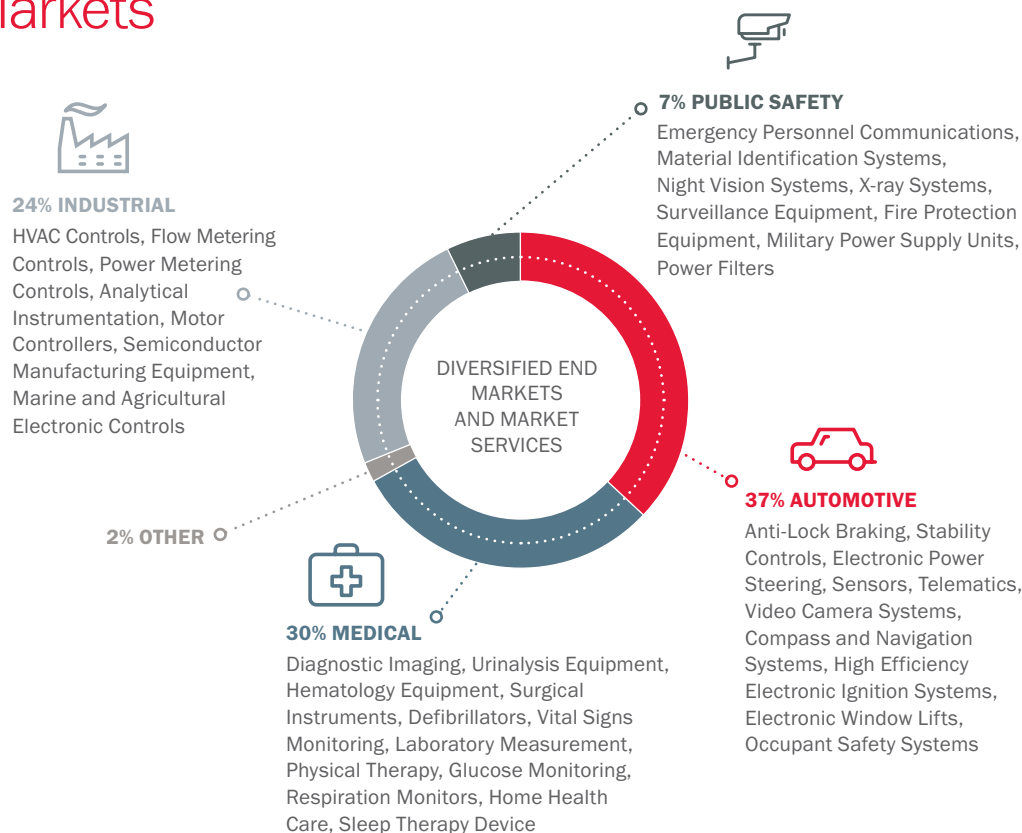 Markets
7% PUBLIC SAFETY
Emergency Personnel Communications,
Material Identification Systems,
Night Vision Systems, X-ray Systems,
Surveillance Equipment, Fire Protection
Equipment, Military Power Supply Units,
Power Filters
24% INDUSTRIAL
HVAC Controls, Flow Metering
Controls, Power Metering
Controls, Analytical
Instrumentation, Motor
Controllers, Semiconductor
Manufacturing Equipment,
Marine and Agricultural
Electronic Controls
DIVERSIFIED END
MARKETS
AND MARKET
SERVICES
37% AUTOMOTIVE
Anti-Lock Braking, Stability
Controls, Electronic Power
Steering, Sensors, Telematics,
Video Camera Systems,
Compass and Navigation
Systems, High Efficiency
Electronic Ignition Systems,
Electronic Window Lifts,
Occupant Safety Systems
2% OTHER
30% MEDICAL
Diagnostic Imaging, Urinalysis Equipment,
Hematology Equipment, Surgical
Instruments, Defibrillators, Vital Signs
Monitoring, Laboratory Measurement,
Physical Therapy, Glucose Monitoring,
Respiration Monitors, Home Health
Care, Sleep Therapy Device